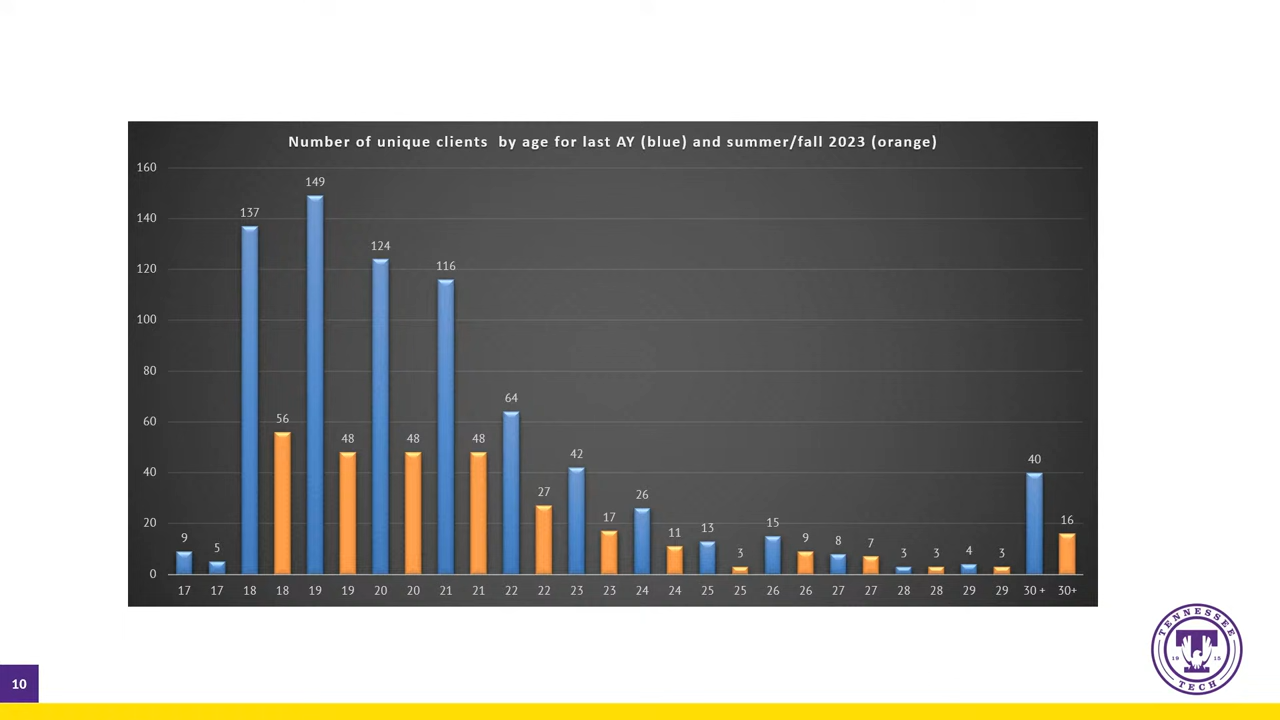 Number of unique clients by age for last AY (blue) and summer/fall 2023 (orange)
160
140
120
100
80
60
40
20
0
9 5 137 56 149 48 124 48 116 48 64 27 42 17 26 11 13 3 15 9 8 7 3 3 4 3 40 16
17 17 18 18 19 19 20 20 21 21 22 22 23 23 24 24 25 25 26 26 27 27 28 28 29 29 30 + 30+
TENNESSEE
T
19 15
TECH
10